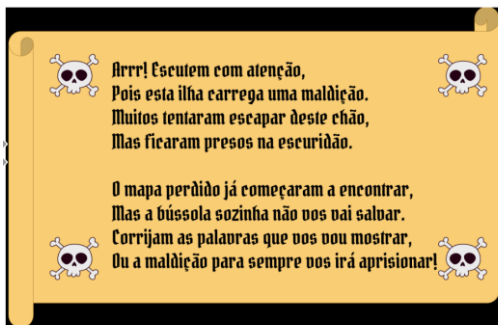 Arrr! Escutem com atenção,
Pois esta ilha carrega uma maldição.
Muitos tentaram escapar deste chão,
Mas ficaram presos na escuridão.
O mapa perdido já começaram a encontrar,
Mas a bússola sozinha não vos vai salvar.
Corrijam as palavras que vos vou mostrar,
Ou a maldição para sempre vos irá aprisionar!